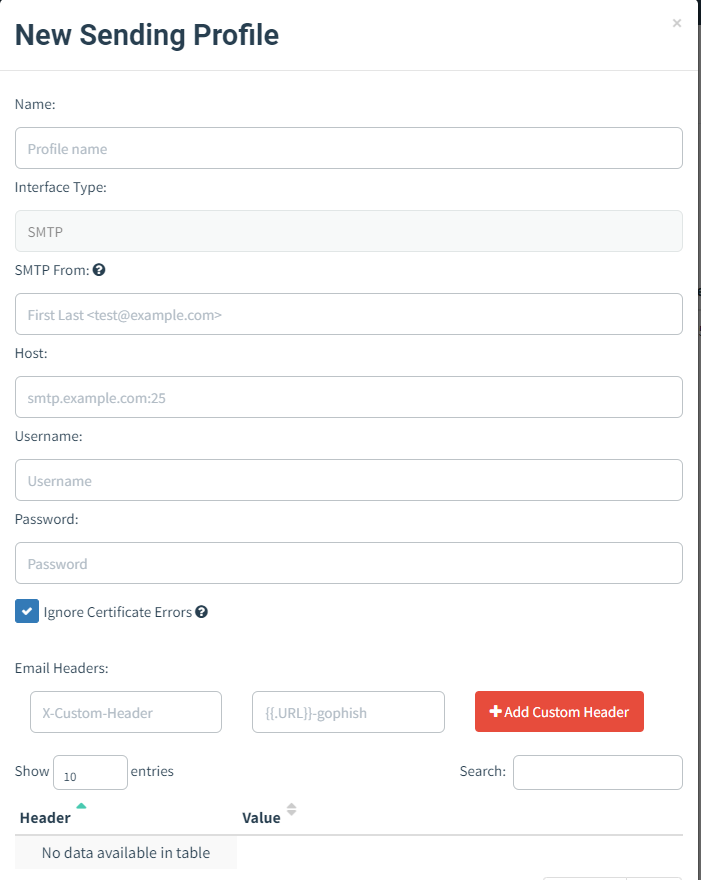 New Sending Profile
×
Name:
Profile name
Interface Type:
SMTP
SMTP From:
First Last <test@example.com>
Host:
smtp.example.com:25
Username:
Username
Password:
Password
Ignore Certificate Errors
Email Headers:
X-Custom-Header {{.URL}}-gophish + Add Custom Header
Show 10 entries Search:
Header Value
No data available in table